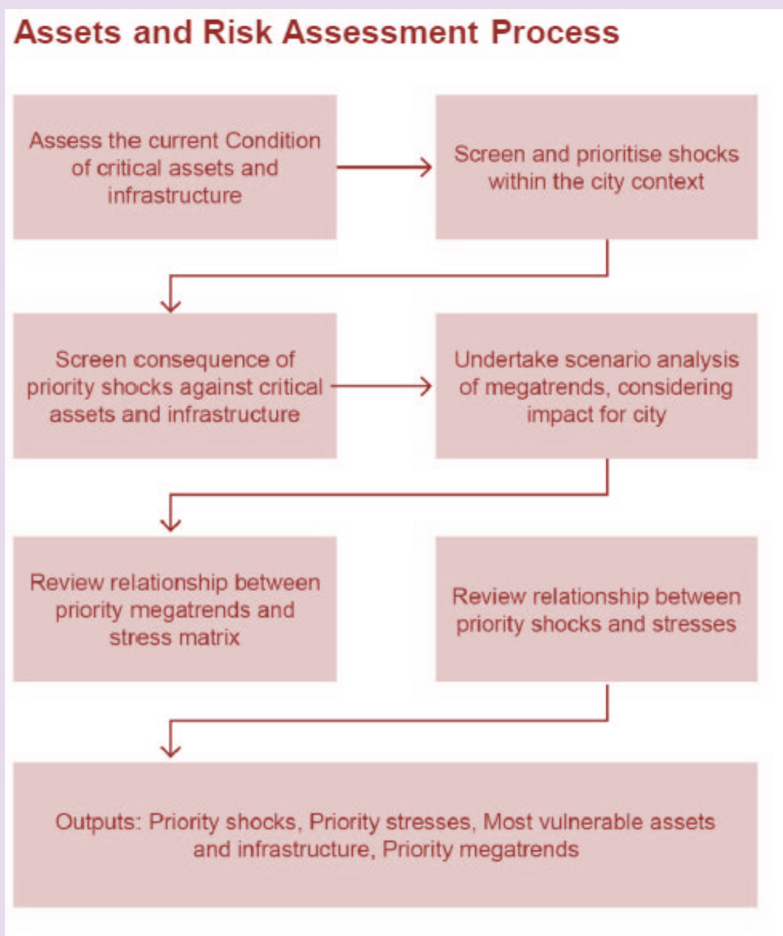 Assets and Risk Assessment Process
Assess the current Condition
of critical assets and
infrastructure
Screen and prioritise shocks
within the city context
Screen consequence of
priority shocks against critical
assets and infrastructure
Undertake scenario analysis
of megatrends, considering
impact for city
Review relationship between
priority megatrends and
stress matrix
Review relationship between
priority shocks and stresses
Outputs: Priority shocks, Priority stresses, Most vulnerable assets
and infrastructure, Priority megatrends